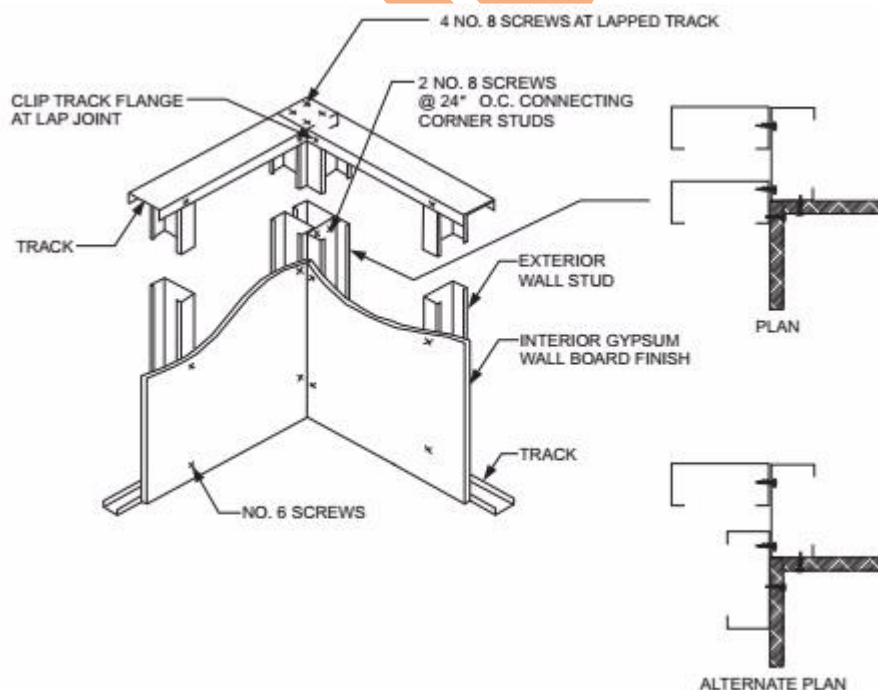 4 NO. 8 SCREWS AT LAPPED TRACK
CLIP TRACK FLANGE
AT LAP JOINT
2 NO. 8 SCREWS
@ 24" O.C. CONNECTING
CORNER STUDS
TRACK
EXTERIOR
WALL STUD
INTERIOR GYPSUM
WALL BOARD FINISH
PLAN
TRACK
NO. 6 SCREWS
ALTERNATE PLAN